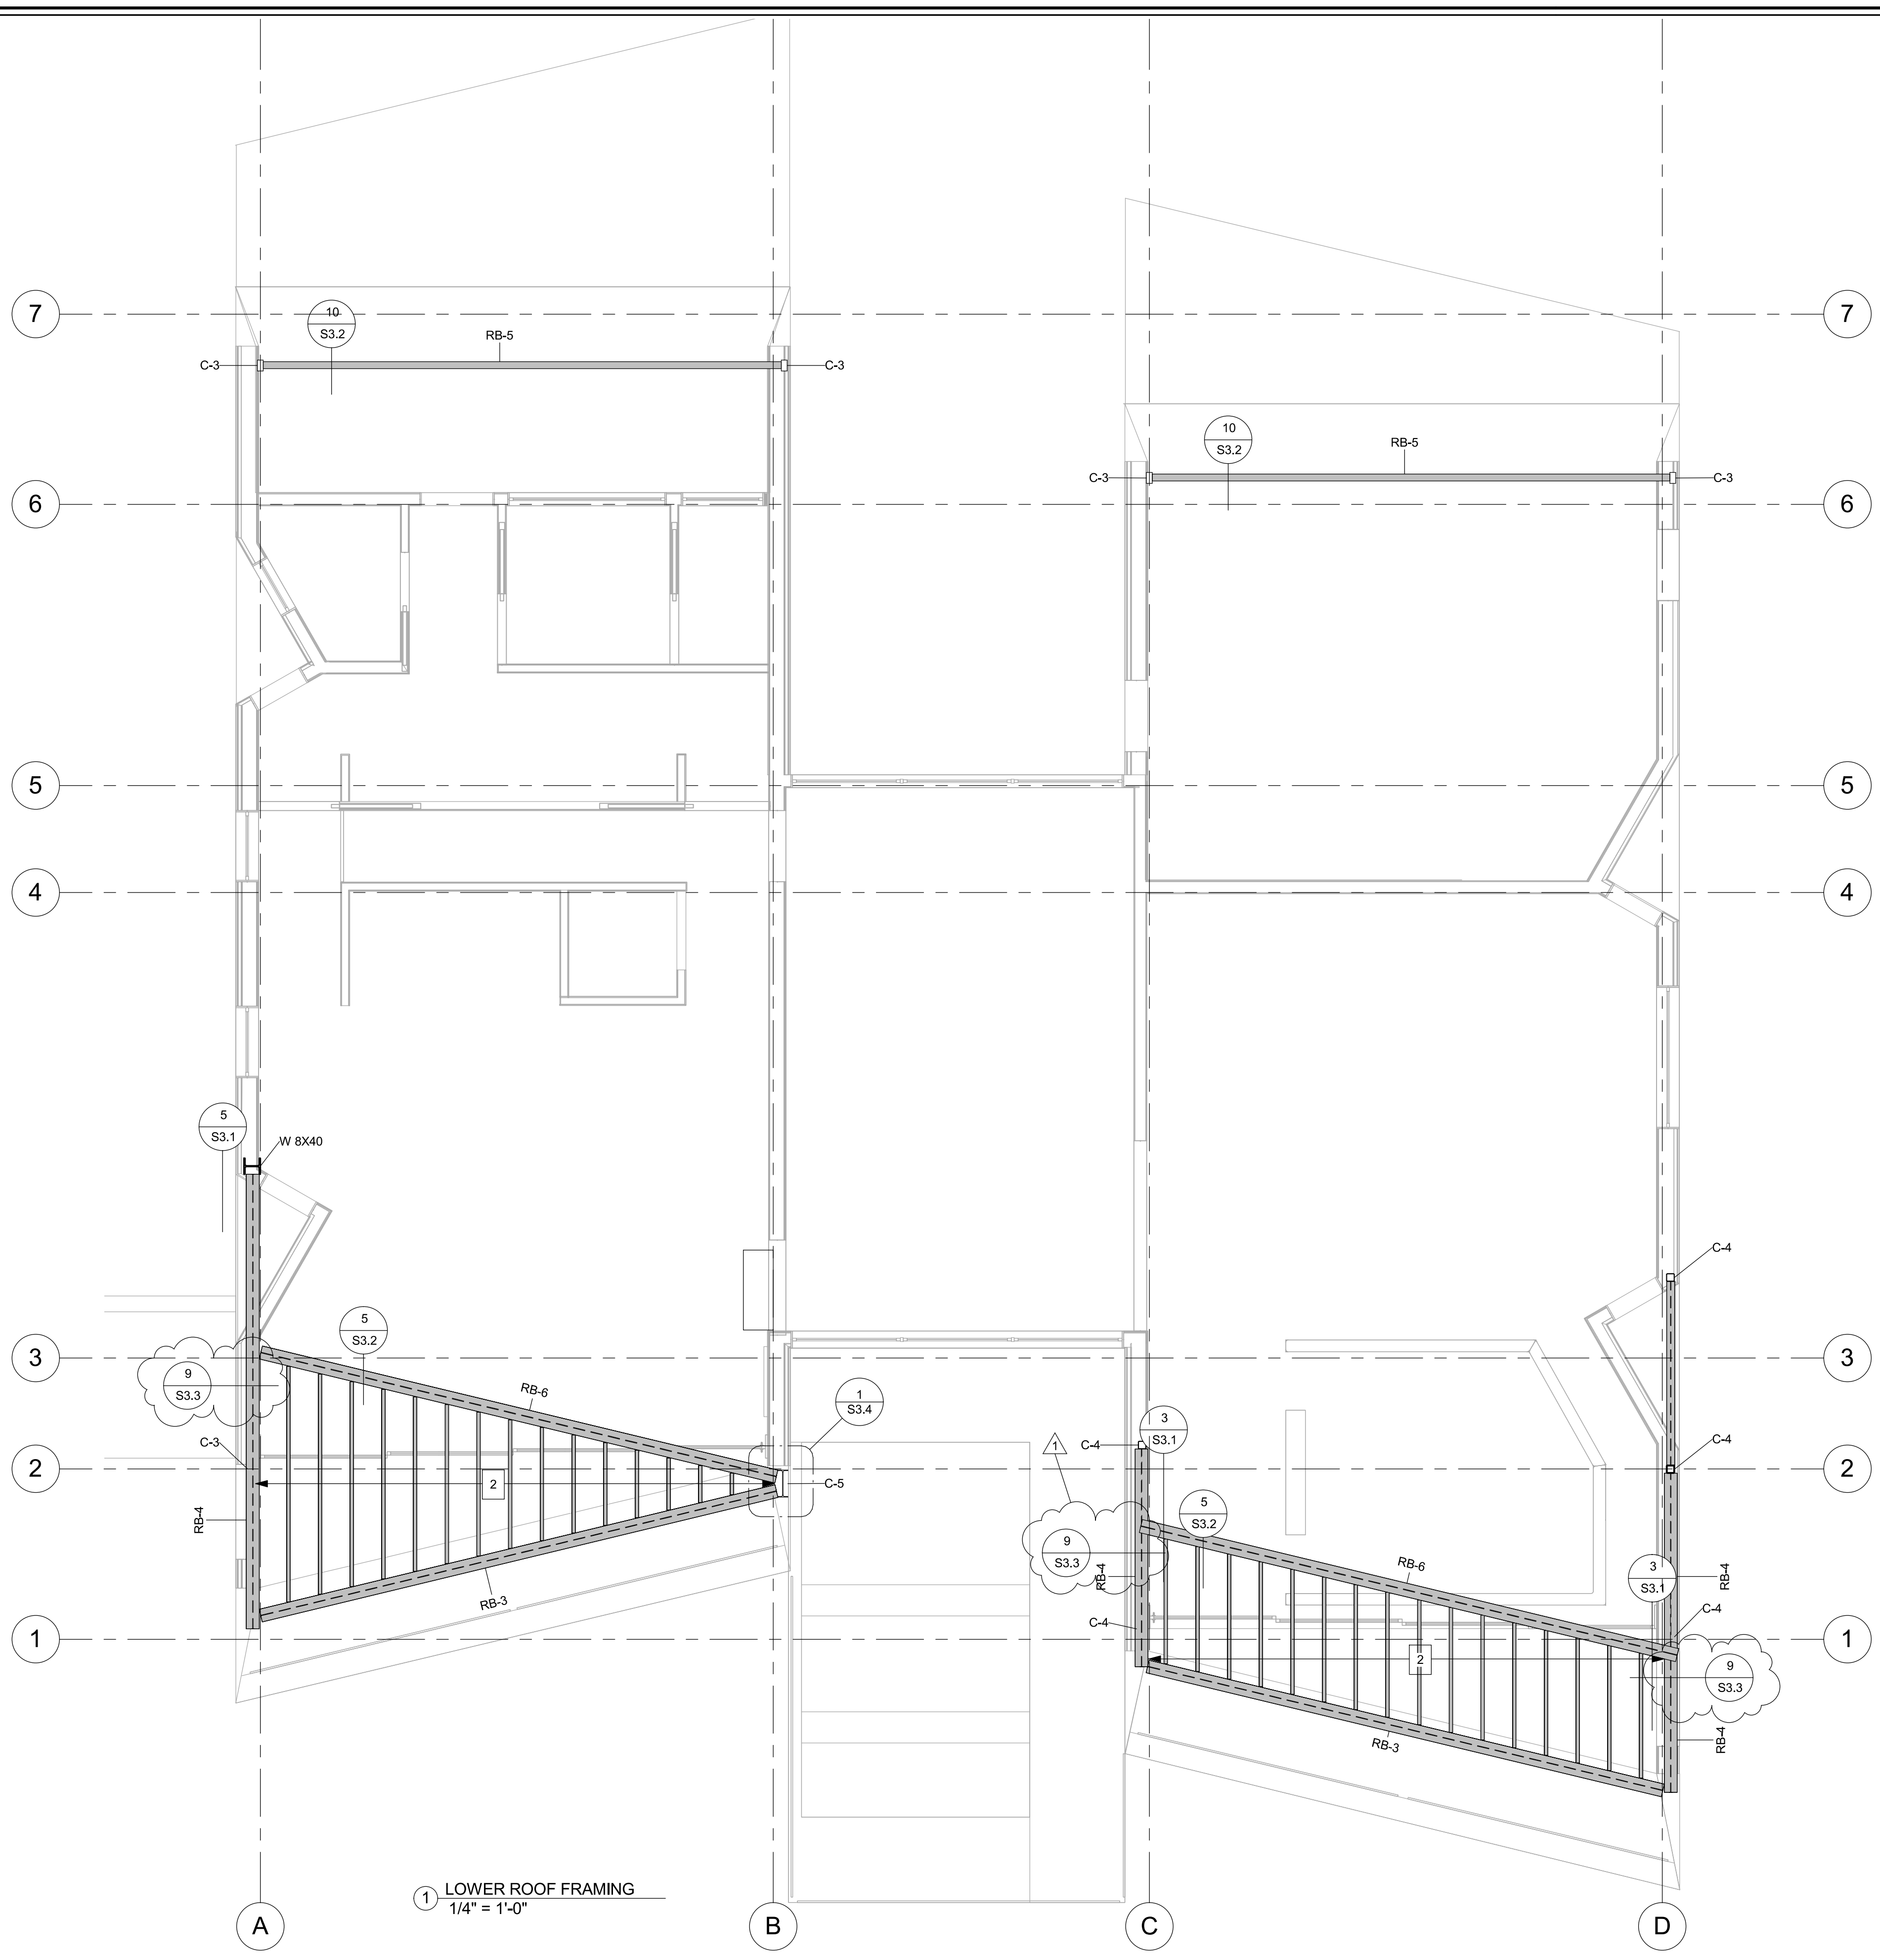 7
10
S3.2
RB-5
C-3
C-3
7
10
S3.2
RB-5
C-3
C-3
6
6
5
5
4
4
5
S3.1
W 8X40
C-4
5
S3.2
3
9
S3.3
RB-6
1
S3.4
3
3
S3.1
1
C-4
C-4
C-3
2
2
C-5
2
RB-4
5
S3.2
9
S3.3
RB-4
RB-6
3
S3.1
RB-4
RB-3
C-4
C-4
1
1
2
9
S3.3
RB-3
RB-4
1
LOWER ROOF FRAMING
1/4" = 1'-0"
A
B
C
D